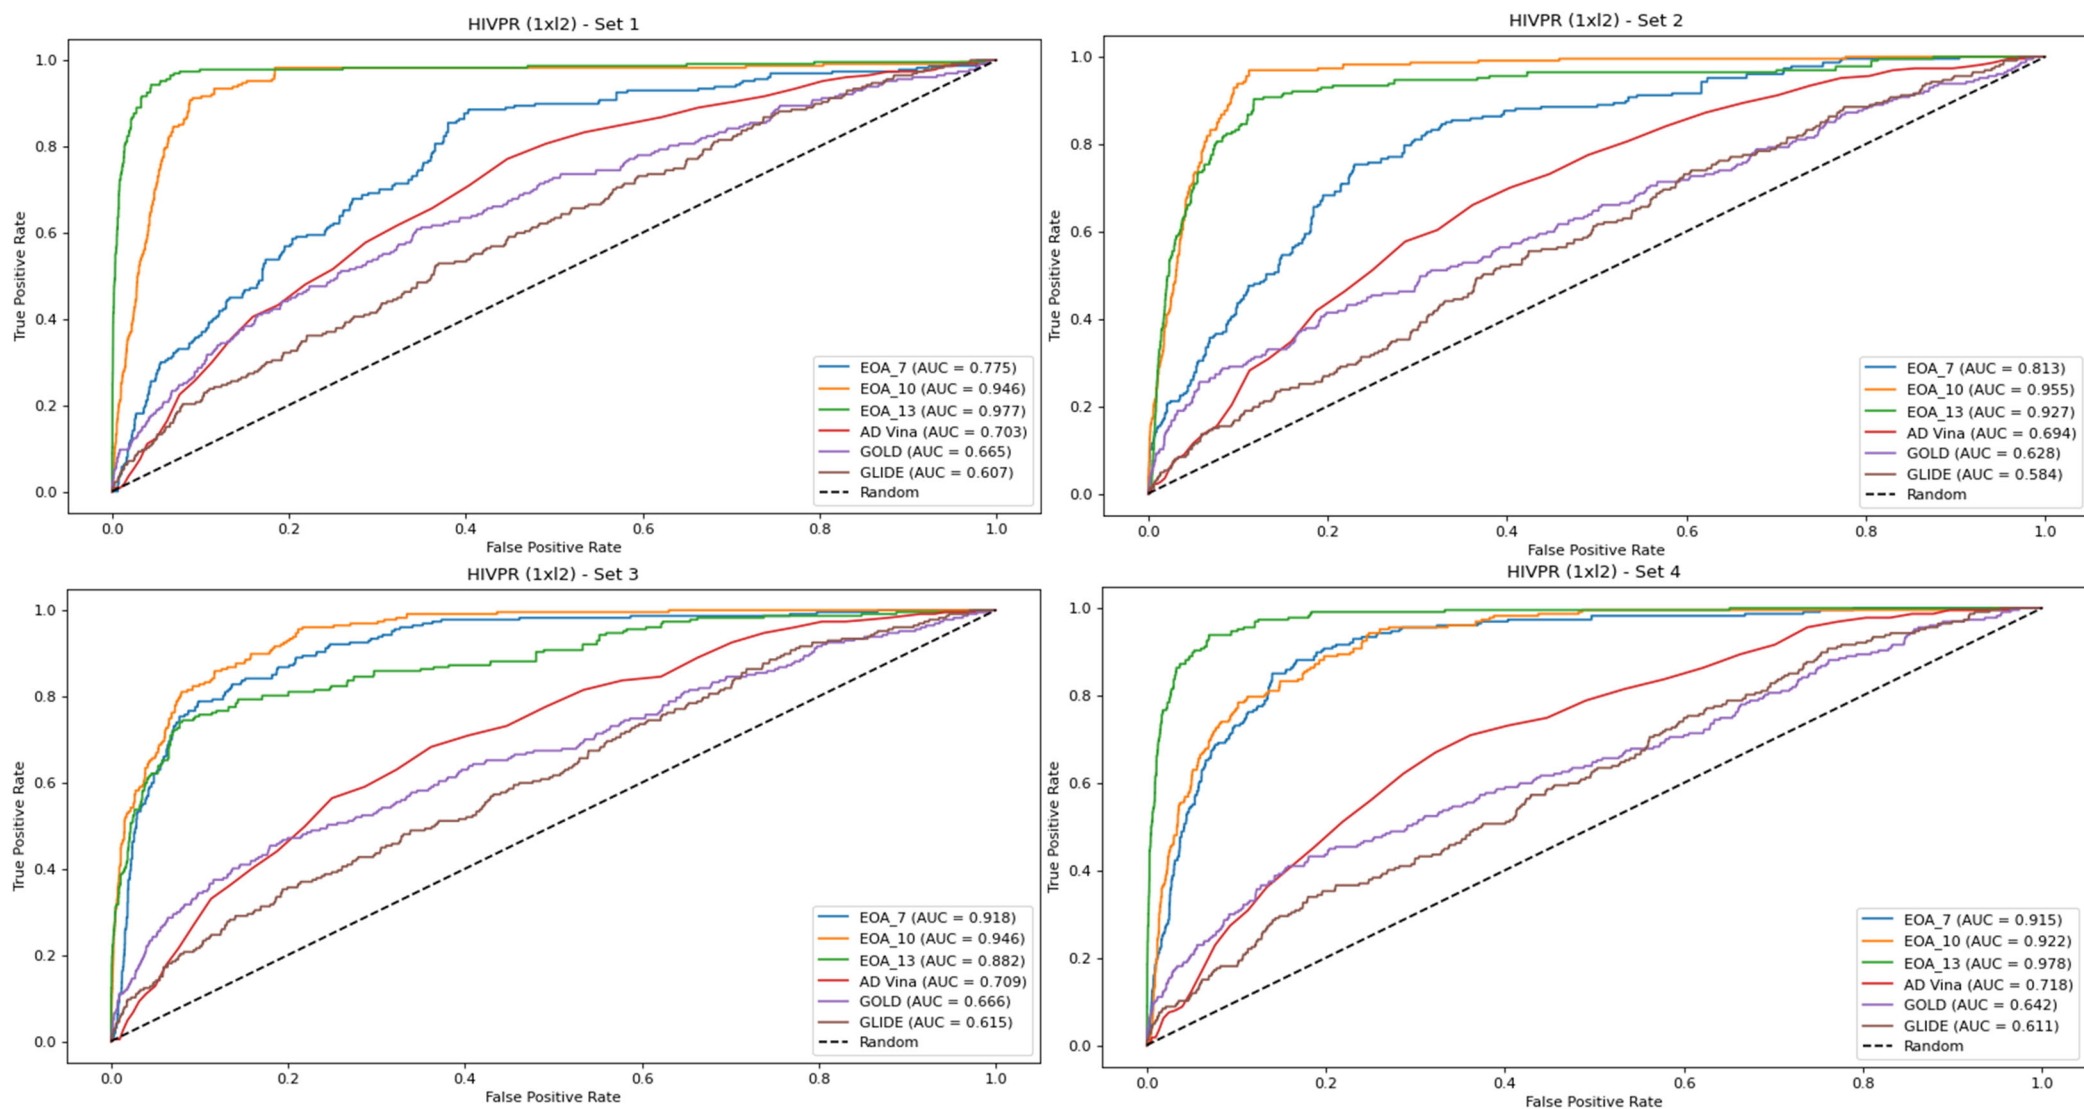 HIVPR (1xl2) - Set 1
True Positive Rate
1.0
0.8
0.6
0.4
0.2
0.0
EOA_7 (AUC = 0.775)
EOA_10 (AUC = 0.946)
EOA_13 (AUC = 0.977)
AD Vina (AUC = 0.703)
GOLD (AUC = 0.665)
GLIDE (AUC = 0.607)
Random
0.0 0.2 0.4 0.6 0.8 1.0
False Positive Rate
HIVPR (1xl2) - Set 2
True Positive Rate
1.0
0.8
0.6
0.4
0.2
0.0
EOA_7 (AUC = 0.813)
EOA_10 (AUC = 0.955)
EOA_13 (AUC = 0.927)
AD Vina (AUC = 0.694)
GOLD (AUC = 0.628)
GLIDE (AUC = 0.584)
Random
0.0 0.2 0.4 0.6 0.8 1.0
False Positive Rate
HIVPR (1xl2) - Set 3
True Positive Rate
1.0
0.8
0.6
0.4
0.2
0.0
EOA_7 (AUC = 0.918)
EOA_10 (AUC = 0.946)
EOA_13 (AUC = 0.882)
AD Vina (AUC = 0.709)
GOLD (AUC = 0.666)
GLIDE (AUC = 0.615)
Random
0.0 0.2 0.4 0.6 0.8 1.0
False Positive Rate
HIVPR (1xl2) - Set 4
True Positive Rate
1.0
0.8
0.6
0.4
0.2
0.0
EOA_7 (AUC = 0.915)
EOA_10 (AUC = 0.922)
EOA_13 (AUC = 0.978)
AD Vina (AUC = 0.718)
GOLD (AUC = 0.642)
GLIDE (AUC = 0.611)
Random
0.0 0.2 0.4 0.6 0.8 1.0
False Positive Rate